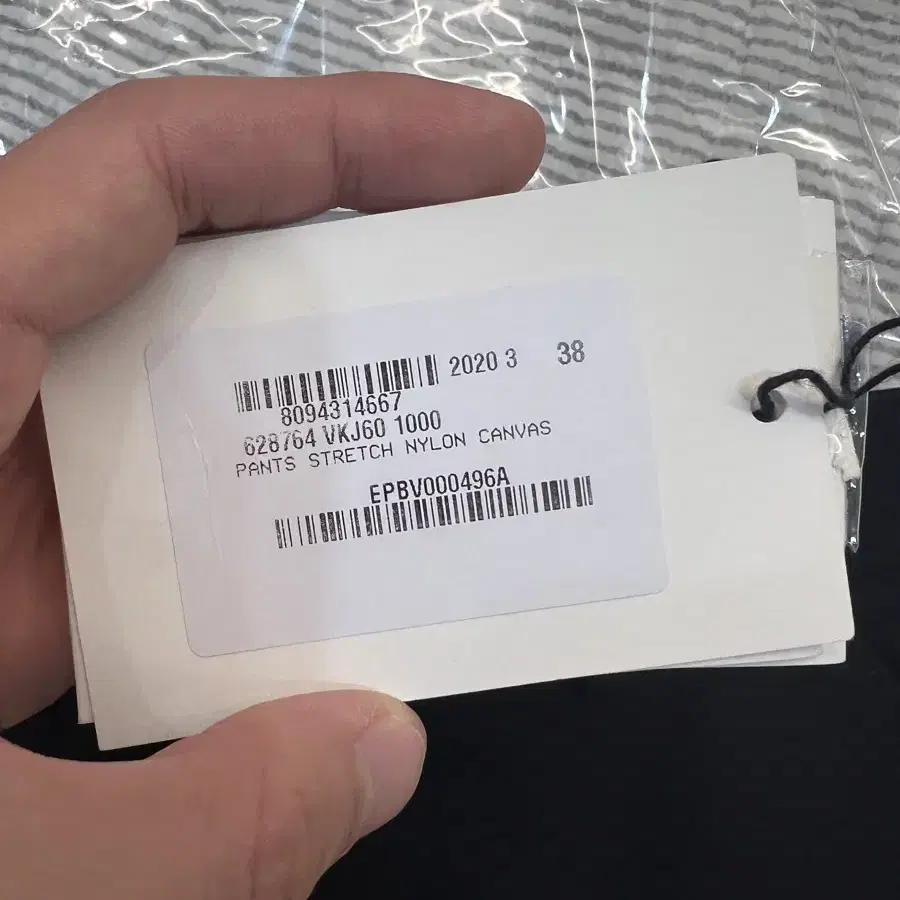 2020 3 38
8094314667
628764 VKJ60 1000
PANTS STRETCH NYLON CANVAS
EPBV000496A